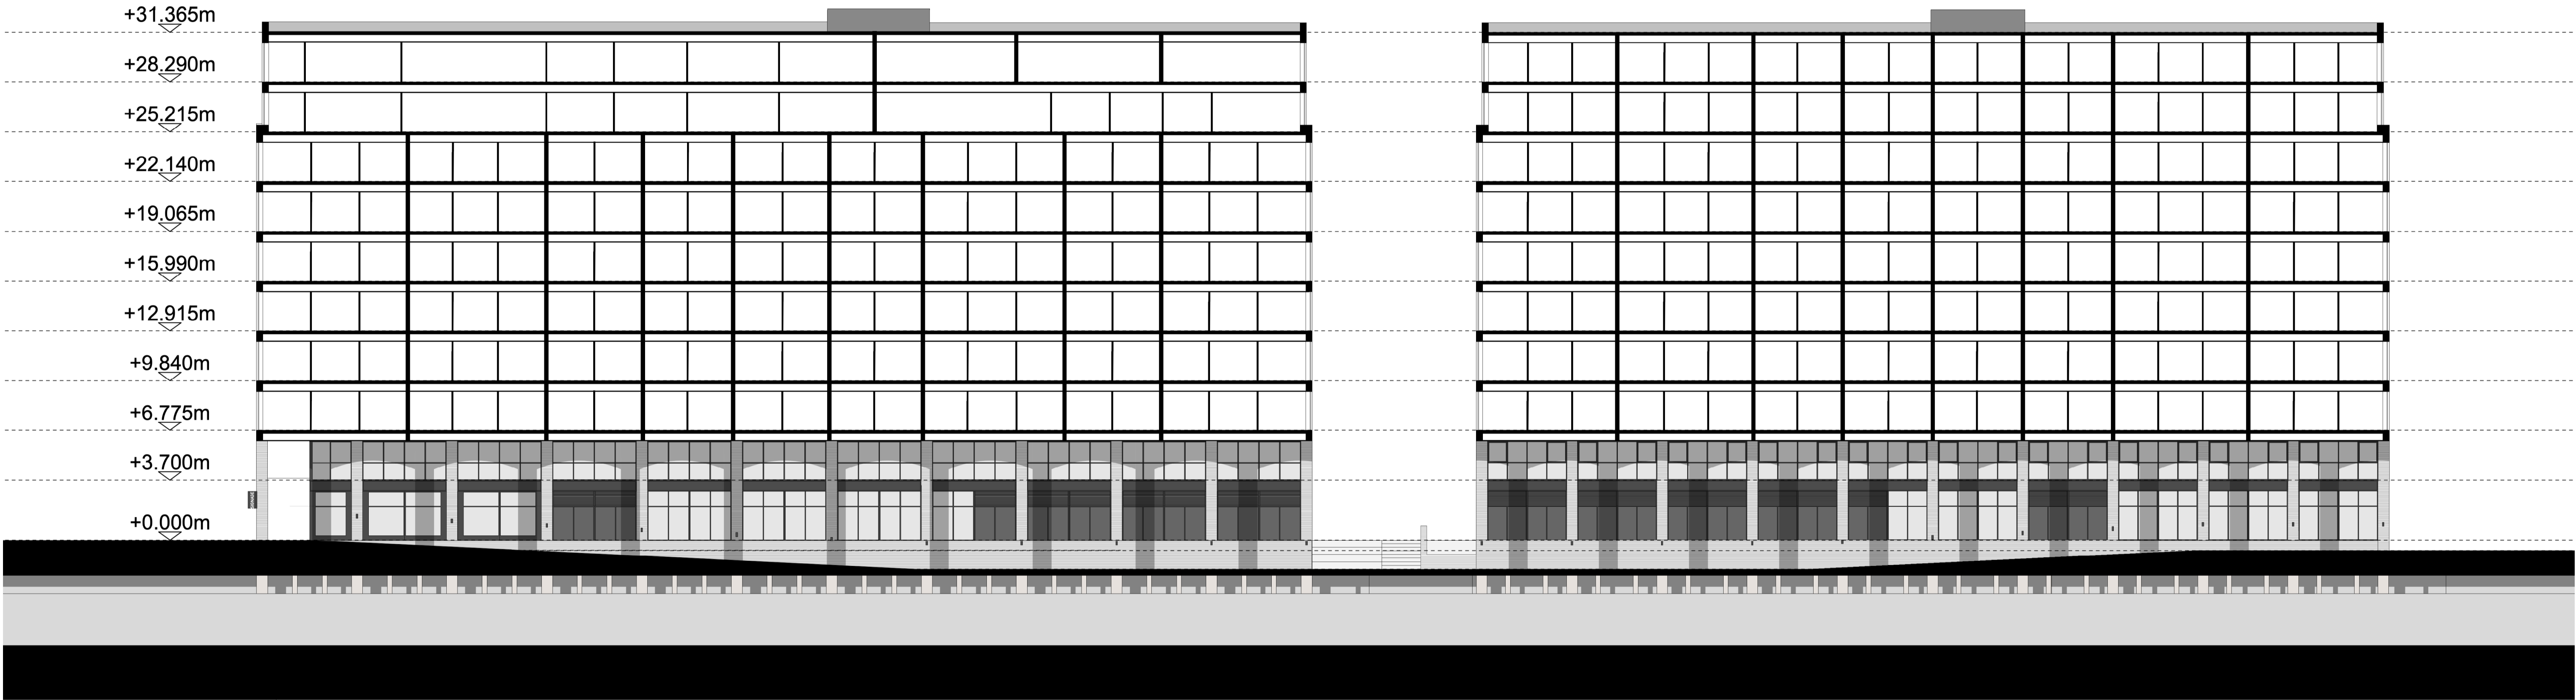 +31.365m
+28.290m
+25.215m
+22.140m
+19.065m
+15.990m
+12.915m
+9.840m
+6.775m
+3.700m
+0.000m